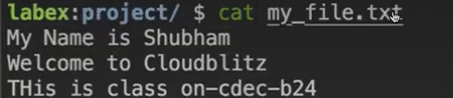 labex:project/ $ cat my_file.txt
My Name is Shubham
Welcome to Cloudblitz
THis is class on-cdec-b24